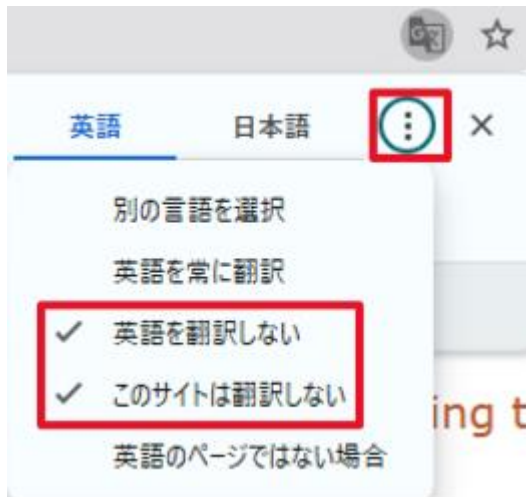 英語 日本語
別の言語を選択
英語を常に翻訳
英語を翻訳しない
このサイトは翻訳しない
ing t
英語のページではない場合